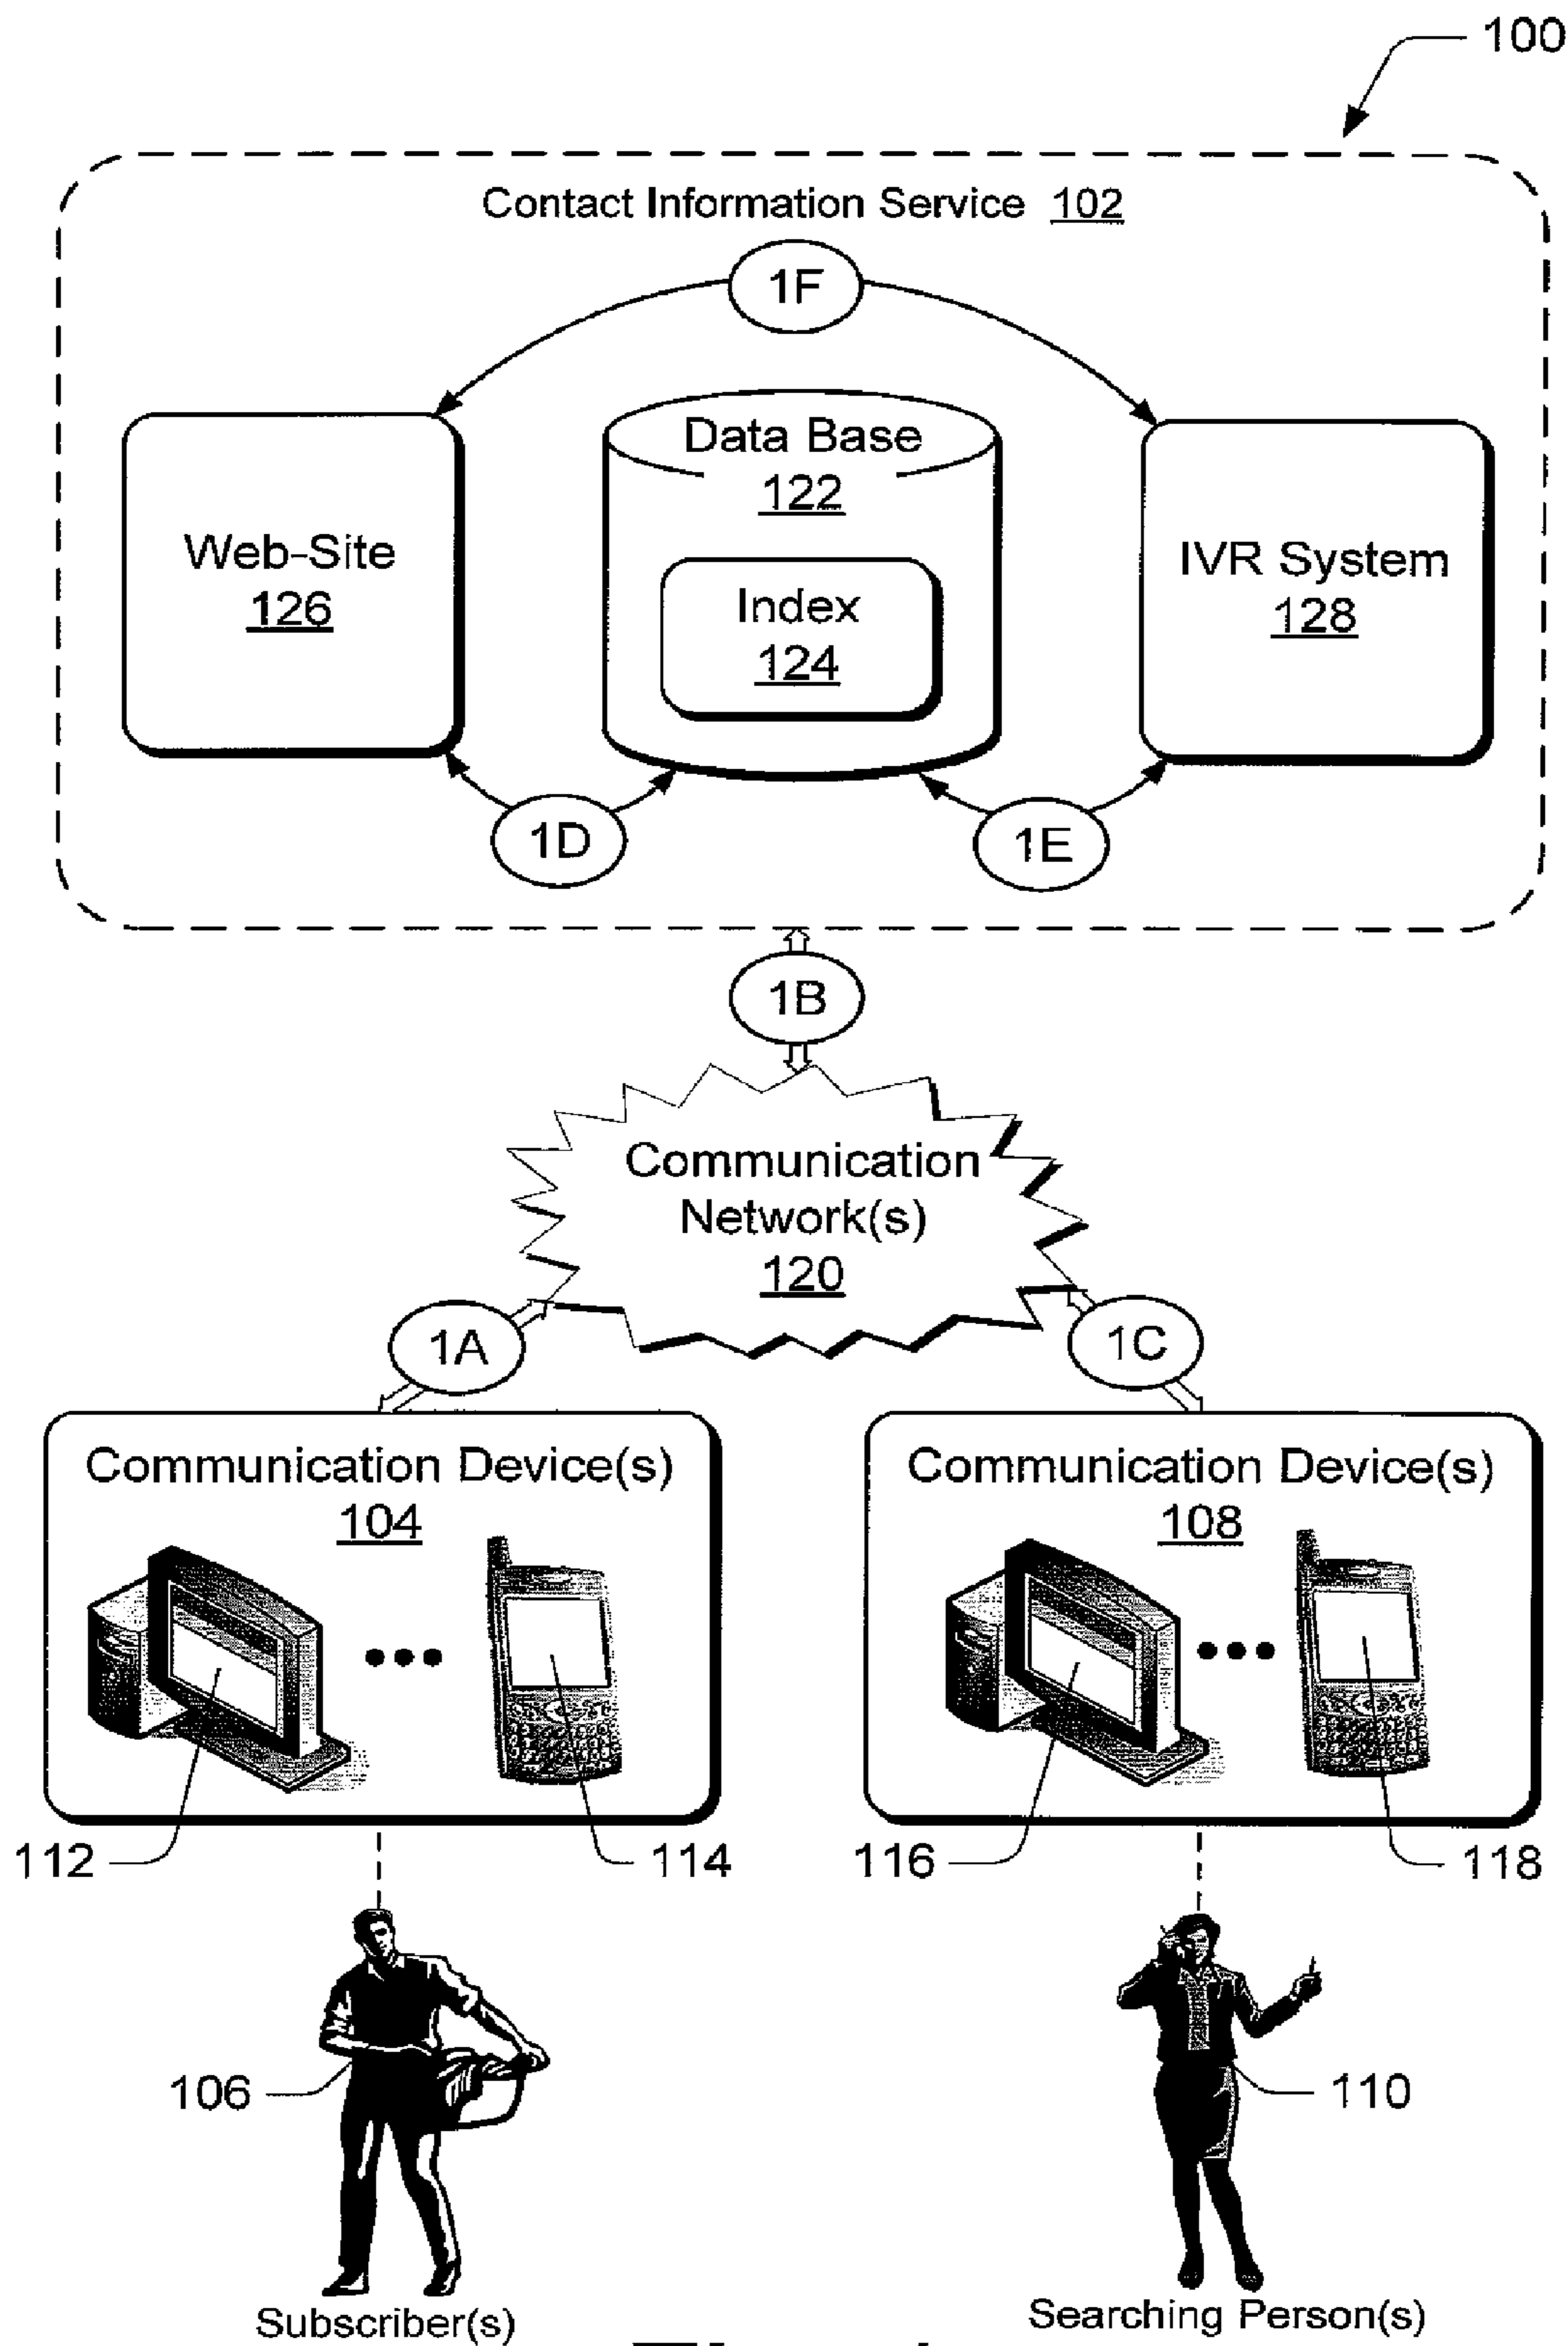 100
Contact Information Service 102
1F
Data Base
122
Web-Site
126
IVR System
128
Index
124
1D
1E
1B
Communication
Network(s)
120
1A
1C
Communication Device(s)
104
Communication Device(s)
108
112
114
116
118
106
110
Subscriber(s)
Searching Person(s)